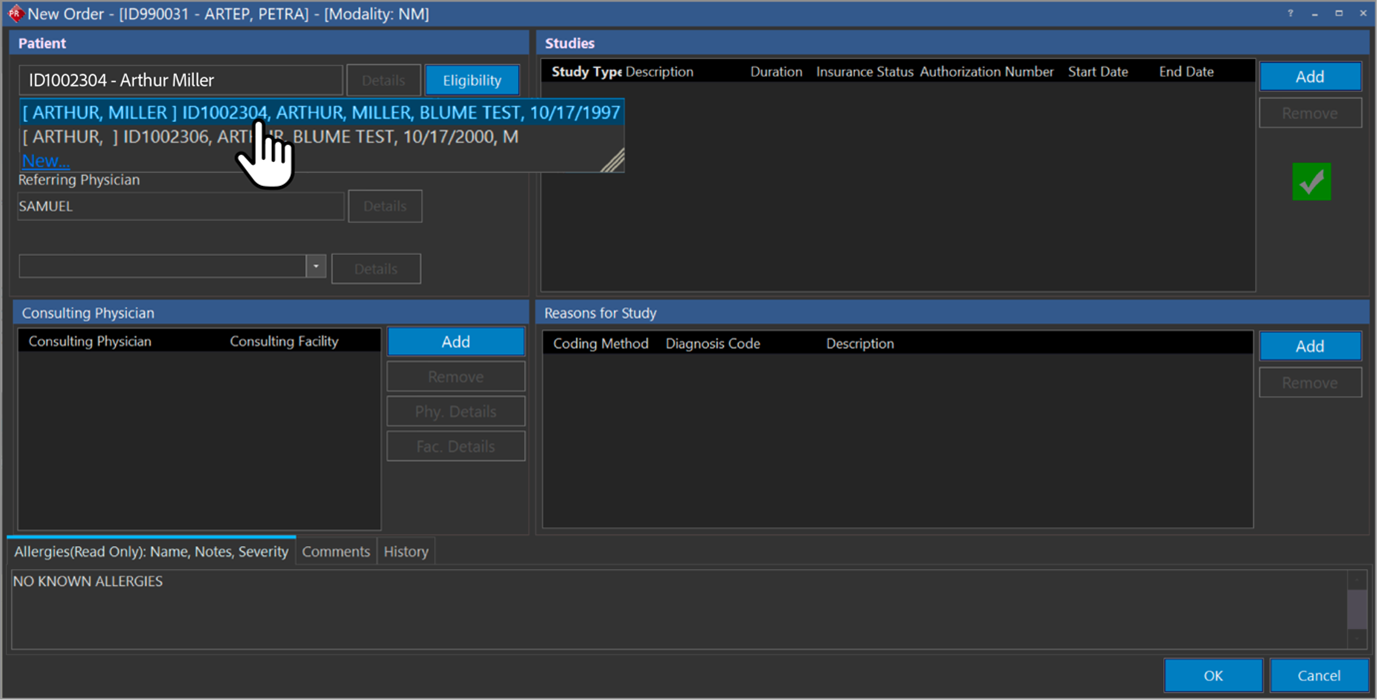 New Order - [ID990031 - ARTEP, PETRA] - [Modality: NM]
Patient
ID1002304 - Arthur Miller
Details
Eligibility
[ ARTHUR, MILLER ] ID1002304, ARTHUR, MILLER, BLUME TEST, 10/17/1997
[ ARTHUR,  ] ID1002306, ARTHUR, BLUME TEST, 10/17/2000, M
New...
Referring Physician
SAMUEL
Details
Details
Studies
Study Type Description Duration Insurance Status Authorization Number Start Date End Date
Add
Remove
Consulting Physician
Consulting Physician Consulting Facility
Add
Remove
Phy. Details
Fac. Details
Reasons for Study
Coding Method Diagnosis Code Description
Add
Remove
Allergies(Read Only): Name, Notes, Severity Comments History
NO KNOWN ALLERGIES
OK Cancel